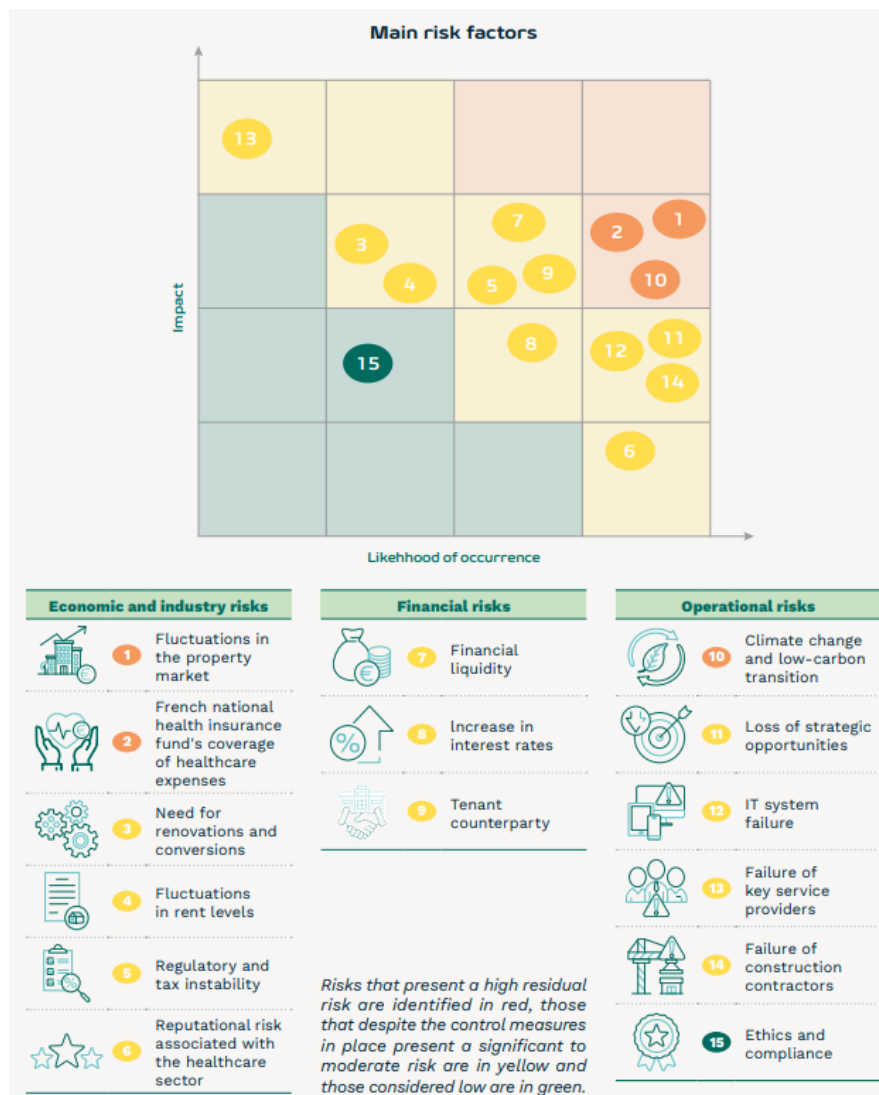 Main risk factors
13
1
7
2
3
9
10
4
5
11
8
12
15
14
6
Impact
Likehhood of occurrence
Economic and industry risks
1
Fluctuations in
the property
market
2
French national
health insurance
fund's coverage
of healthcare
expenses
3
Need for
renovations and
conversions
4
Fluctuations
in rent levels
5
Regulatory and
tax instability
6
Reputational risk
associated with
the healthcare
sector
Financial risks
7
Financial
liquidity
8
Increase in
interest rates
9
Tenant
counterparty
Risks that present a high residual
risk are identified in red, those
that despite the control measures
in place present a significant to
moderate risk are in yellow and
those considered low are in green.
Operational risks
10
Climate change
and low-carbon
transition
11
Loss of strategic
opportunities
12
IT system
failure
13
Failure of
key service
providers
14
Failure of
construction
contractors
15
Ethics and
compliance